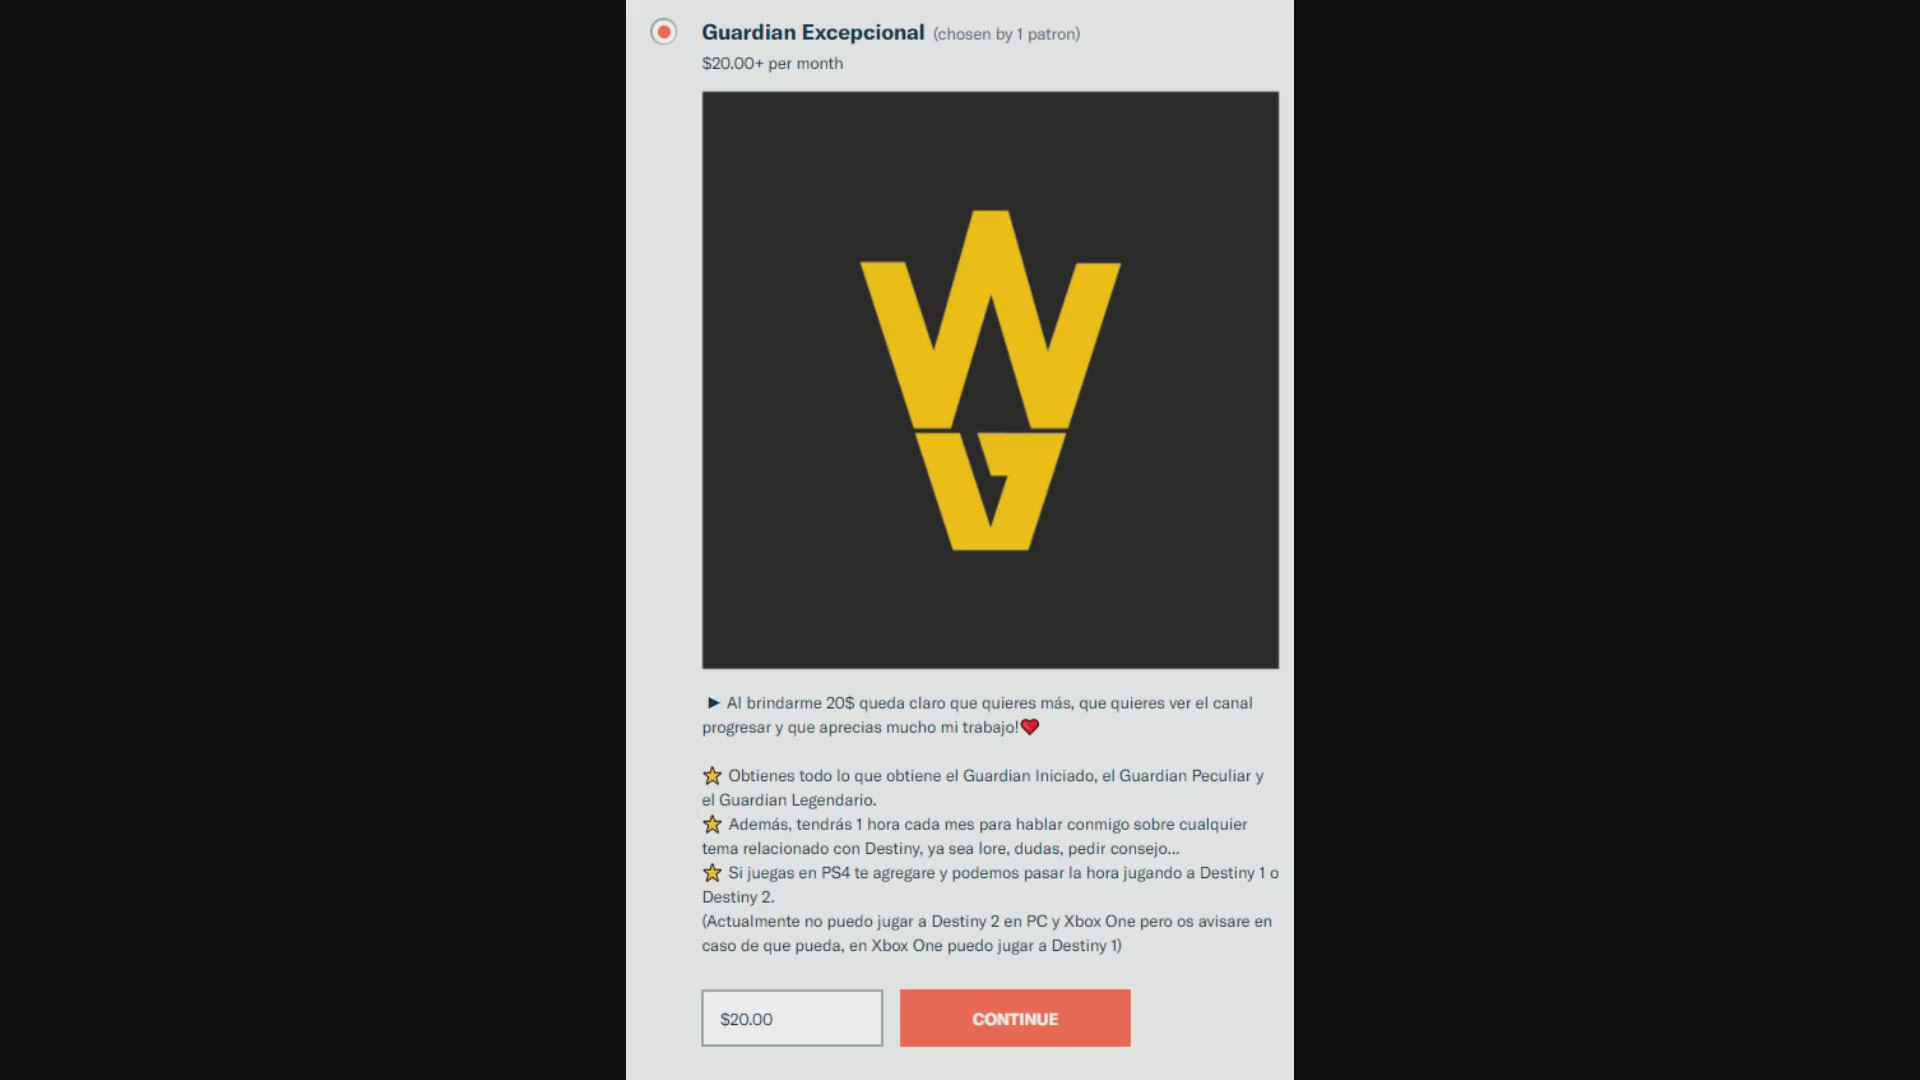 Guardian Excepcional (chosen by 1 patron)
$20.00+ per month
WG
► Al brindarme 20$ queda claro que quieres más, que quieres ver el canal
progresar y que aprecias mucho mi trabajo!❤
⭐ Obtienes todo lo que obtiene el Guardian Iniciado, el Guardian Peculiar y
el Guardian Legendario.
⭐ Además, tendrás 1 hora cada mes para hablar conmigo sobre cualquier
tema relacionado con Destiny, ya sea lore, dudas, pedir consejo...
⭐ Si juegas en PS4 te agregare y podemos pasar la hora jugando a Destiny 1 o
Destiny 2.
(Actualmente no puedo jugar a Destiny 2 en PC y Xbox One pero os avisare en
caso de que pueda, en Xbox One puedo jugar a Destiny 1)
$20.00 CONTINUE